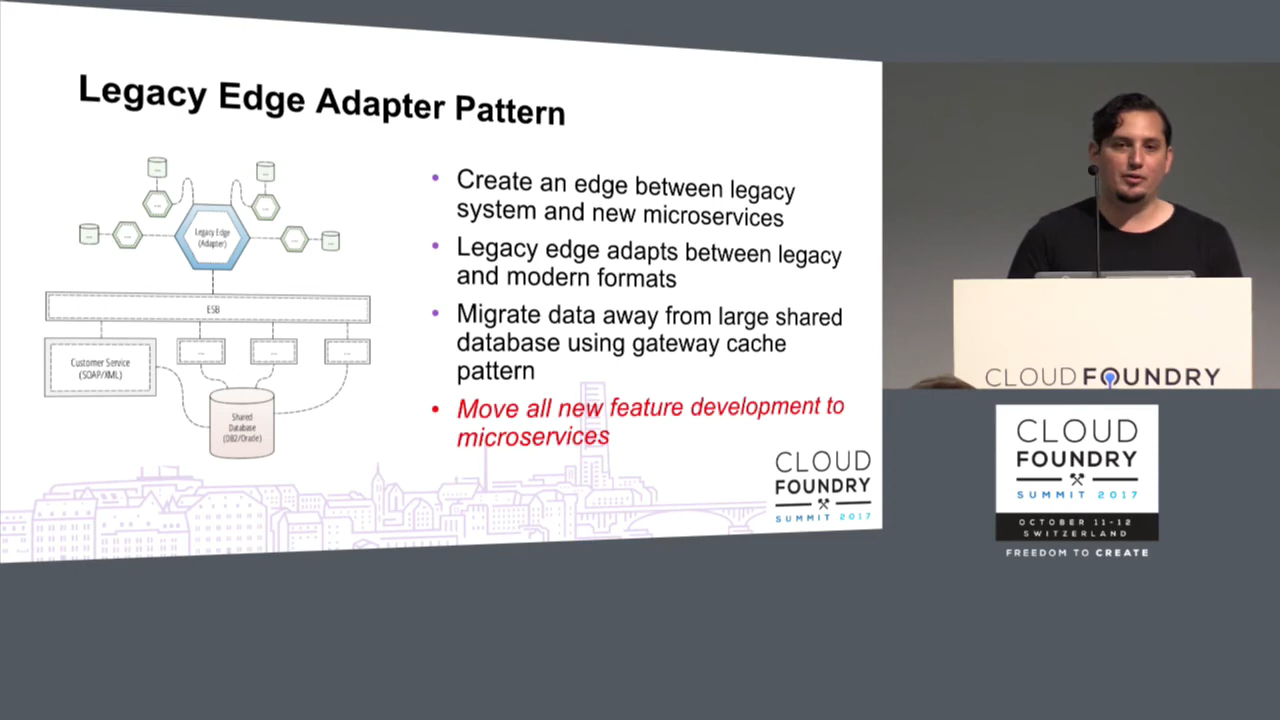 Legacy Edge Adapter Pattern
...
...
...
...
Legacy Edge
(Adapter)
ESB
Customer Service
(SOAP/XML)
...
...
...
Shared
Database
(DB2/Oracle)
• Create an edge between legacy
system and new microservices
• Legacy edge adapts between legacy
and modern formats
• Migrate data away from large shared
database using gateway cache
pattern
• Move all new feature development to
microservices
CLOUD
FOUNDRY
SUMMIT 2017
CLOUD FOUNDRY
CLOUD
FOUNDRY
SUMMIT 2017
OCTOBER 11-12
SWITZERLAND
FREEDOM TO CREATE